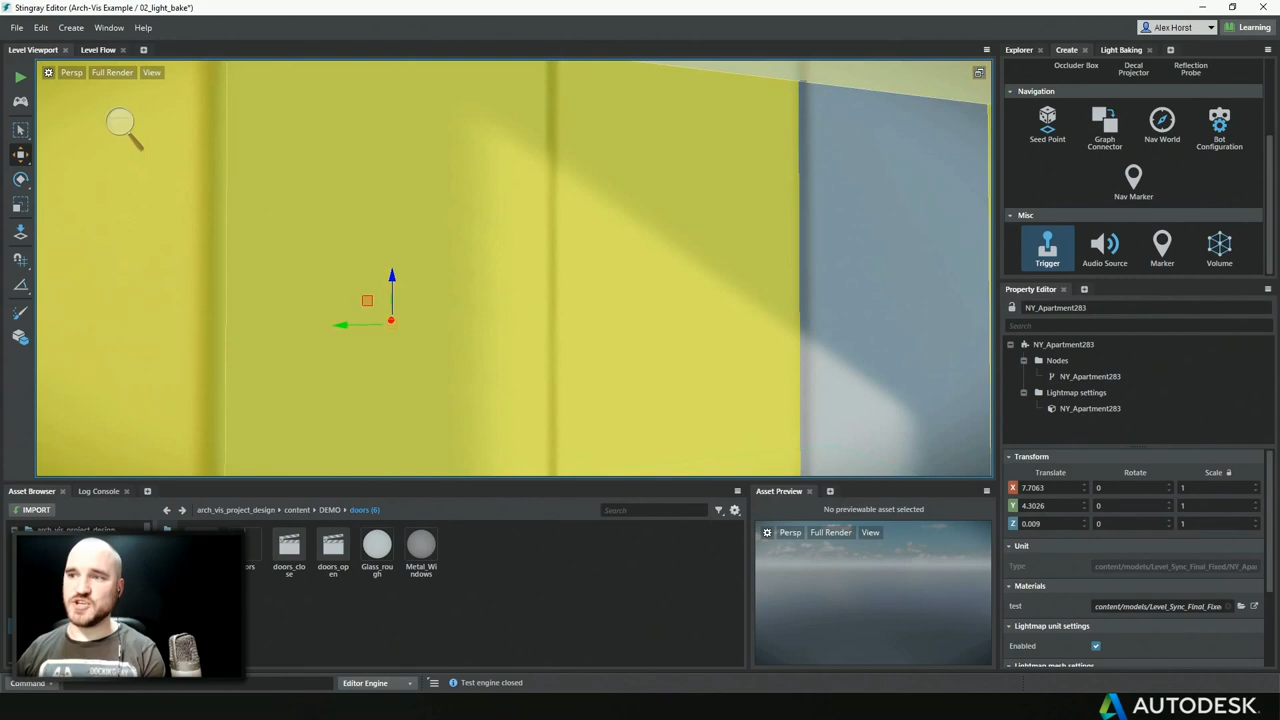 Stingray Editor (Arch-Vis Example / 02_light_bake*)
File Edit Create Window Help
Alex Horst
Learning
Level Viewport Level Flow
Explorer Create Light Baking
Persp Full Render View
Occluder Box Decal Projector Reflection Probe
Navigation
Seed Point Graph Connector Nav World Bot Configuration
Nav Marker
Misc
Trigger Audio Source Marker Volume
Property Editor
NY_Apartment283
Search
NY_Apartment283
Nodes
NY_Apartment283
Lightmap settings
NY_Apartment283
Transform
Translate Rotate Scale
X 7.7063 0 1
Y 4.3026 0 1
Z 0.009 0 1
Unit
Type content/models/Level_Sync_Final_Fixed/NY_Apa
Materials
test content/models/Level_Sync_Final_Fixe
Lightmap unit settings
Enabled
Lightmap mesh settings
Asset Browser Log Console
IMPORT
arch_vis_project_design content DEMO doors (6)
Search
arch_vis_project_design
ors
doors_close
doors_open
Glass_rough
Metal_Windows
Asset Preview
No previewable asset selected
Persp Full Render View
Command
Editor Engine
Test engine closed
AUTODESK.